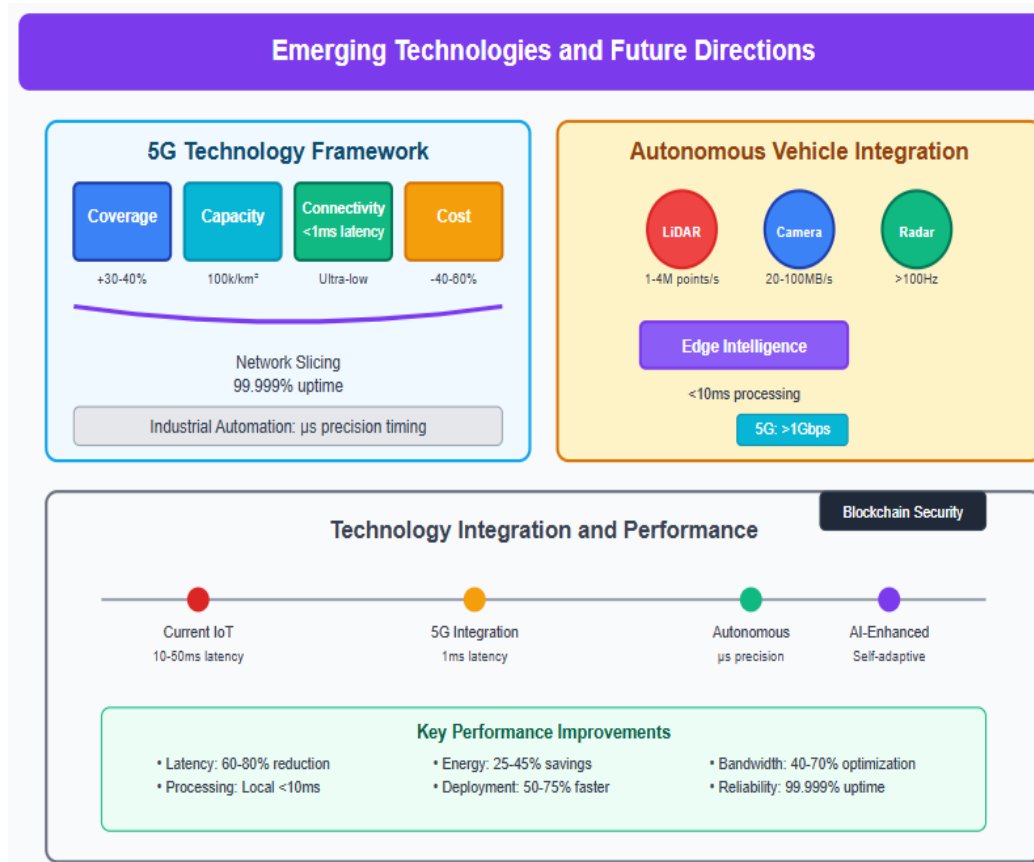 Emerging Technologies and Future Directions
5G Technology Framework
Coverage
Capacity
Connectivity
<1ms latency
Cost
+30-40%
100k/km²
Ultra-low
-40-60%
Network Slicing
99.999% uptime
Industrial Automation: µs precision timing
Autonomous Vehicle Integration
LiDAR
Camera
Radar
1-4M points/s
20-100MB/s
>100Hz
Edge Intelligence
<10ms processing
5G: >1Gbps
Blockchain Security
Technology Integration and Performance
Current IoT
10-50ms latency
5G Integration
1ms latency
Autonomous
µs precision
AI-Enhanced
Self-adaptive
Key Performance Improvements
• Latency: 60-80% reduction
• Processing: Local <10ms
• Energy: 25-45% savings
• Deployment: 50-75% faster
• Bandwidth: 40-70% optimization
• Reliability: 99.999% uptime